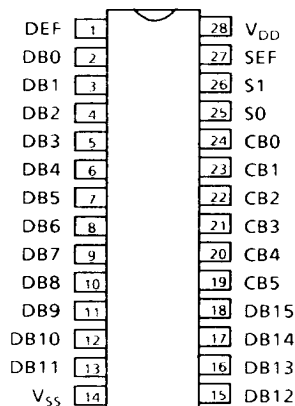 DEF 1 28 V_DD
DB0 2 27 SEF
DB1 3 26 S1
DB2 4 25 S0
DB3 5 24 CB0
DB4 6 23 CB1
DB5 7 22 CB2
DB6 8 21 CB3
DB7 9 20 CB4
DB8 10 19 CB5
DB9 11 18 DB15
DB10 12 17 DB14
DB11 13 16 DB13
V_SS 14 15 DB12